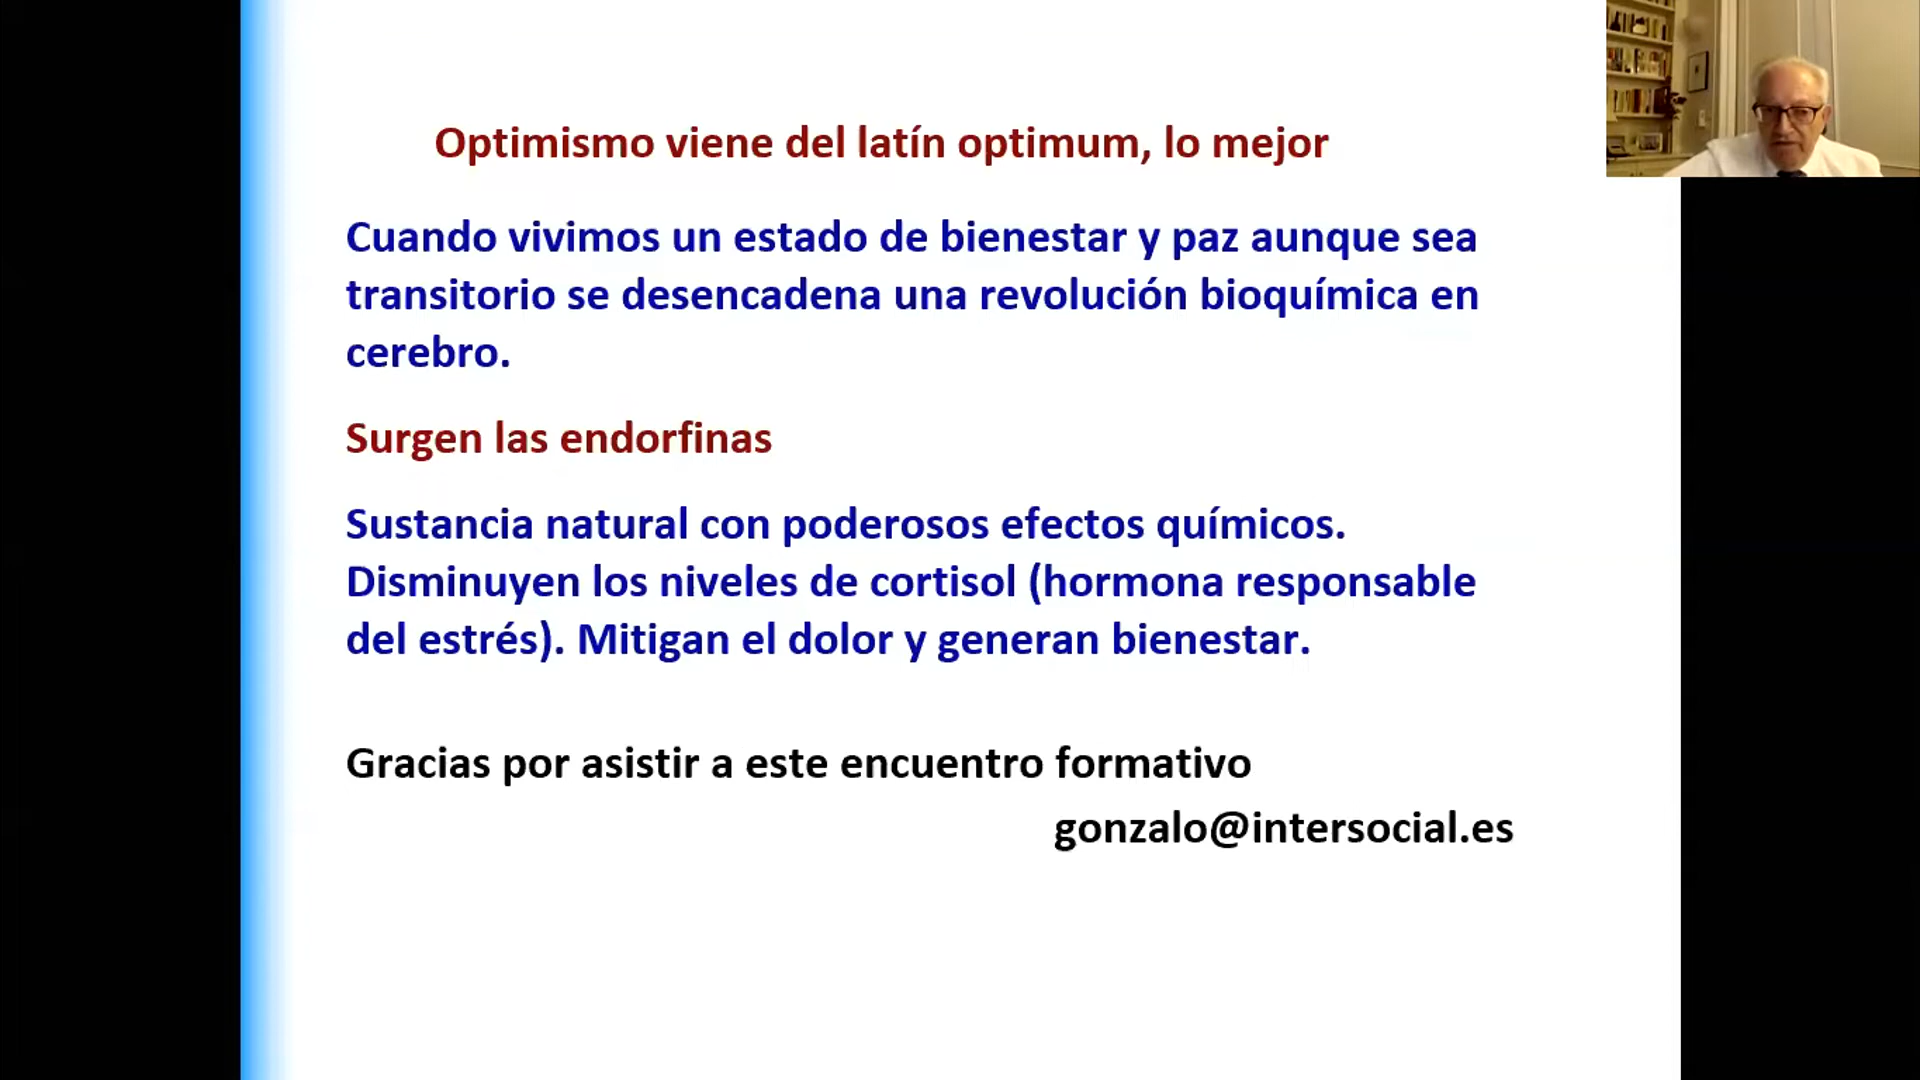 Optimismo viene del latín optimum, lo mejor
Cuando vivimos un estado de bienestar y paz aunque sea
transitorio se desencadena una revolución bioquímica en
cerebro.
Surgen las endorfinas
Sustancia natural con poderosos efectos químicos.
Disminuyen los niveles de cortisol (hormona responsable
del estrés). Mitigan el dolor y generan bienestar.
Gracias por asistir a este encuentro formativo
gonzalo@intersocial.es